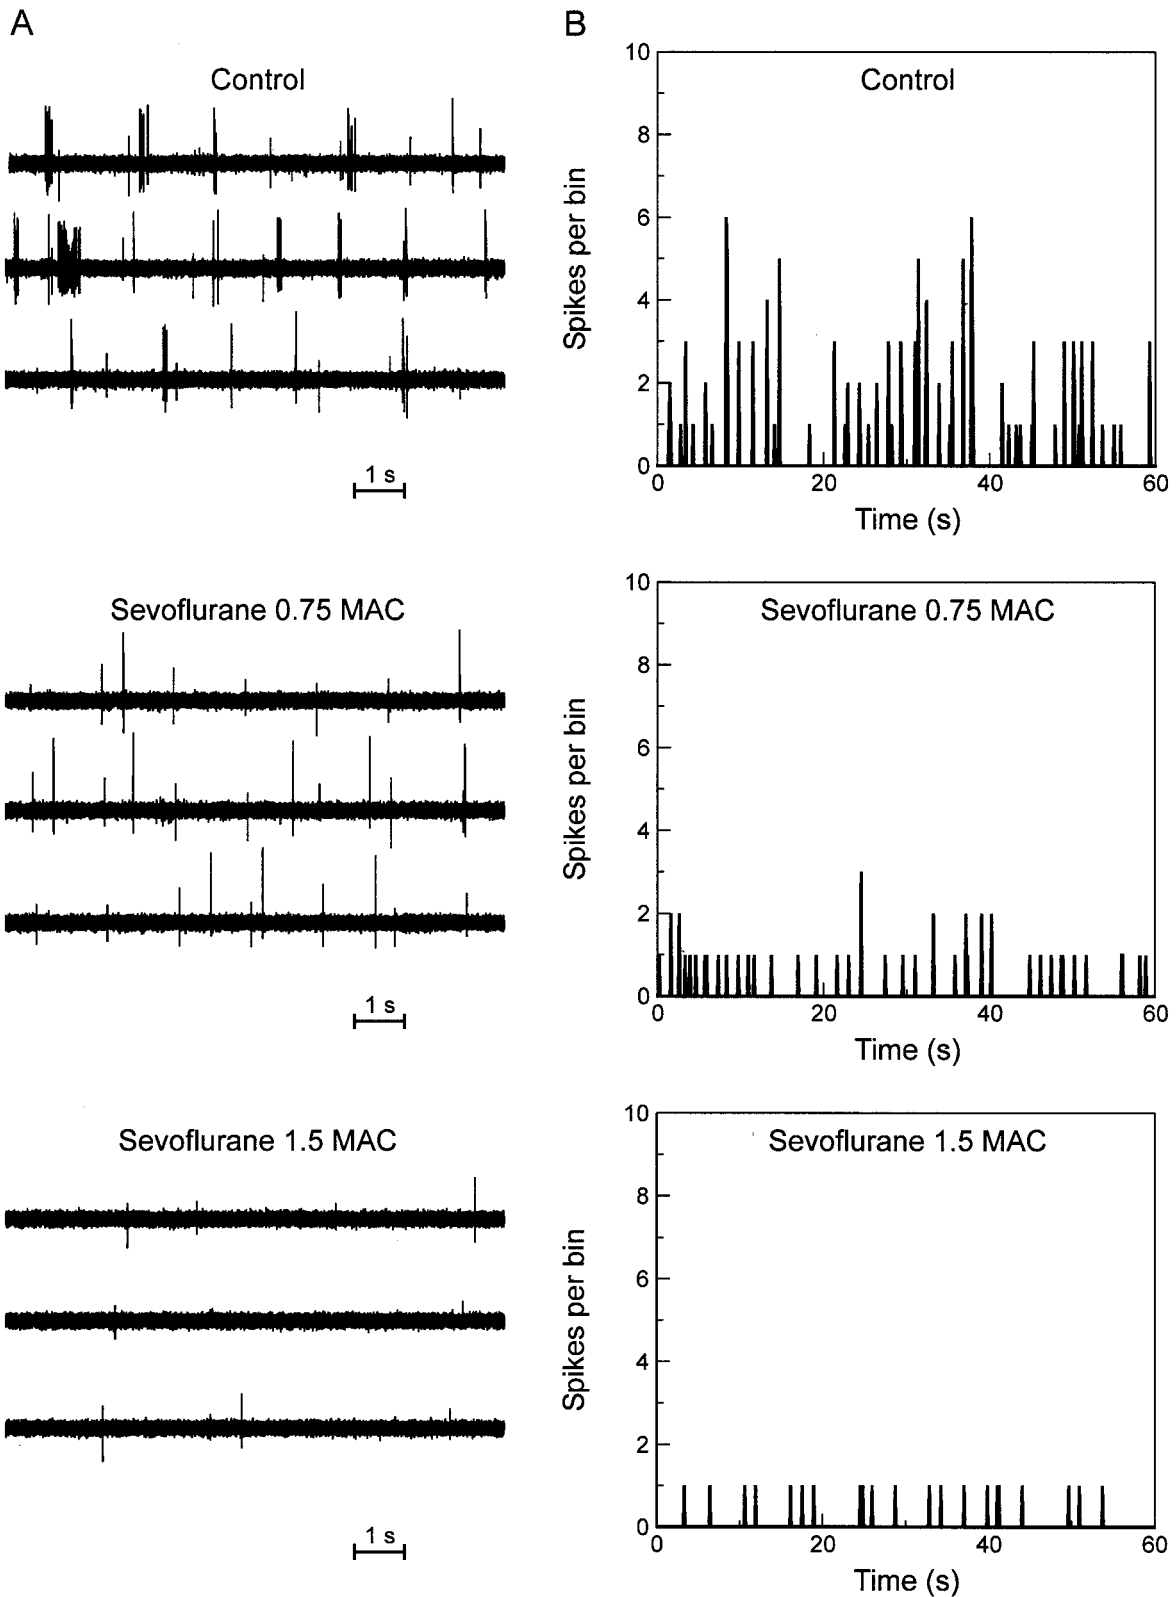 A
Control
1 s
Sevoflurane 0.75 MAC
1 s
Sevoflurane 1.5 MAC
1 s
B
Control
10
8
6
4
2
0
Spikes per bin
0 20 40 60
Time (s)
Sevoflurane 0.75 MAC
10
8
6
4
2
0
Spikes per bin
0 20 40 60
Time (s)
Sevoflurane 1.5 MAC
10
8
6
4
2
0
Spikes per bin
0 20 40 60
Time (s)